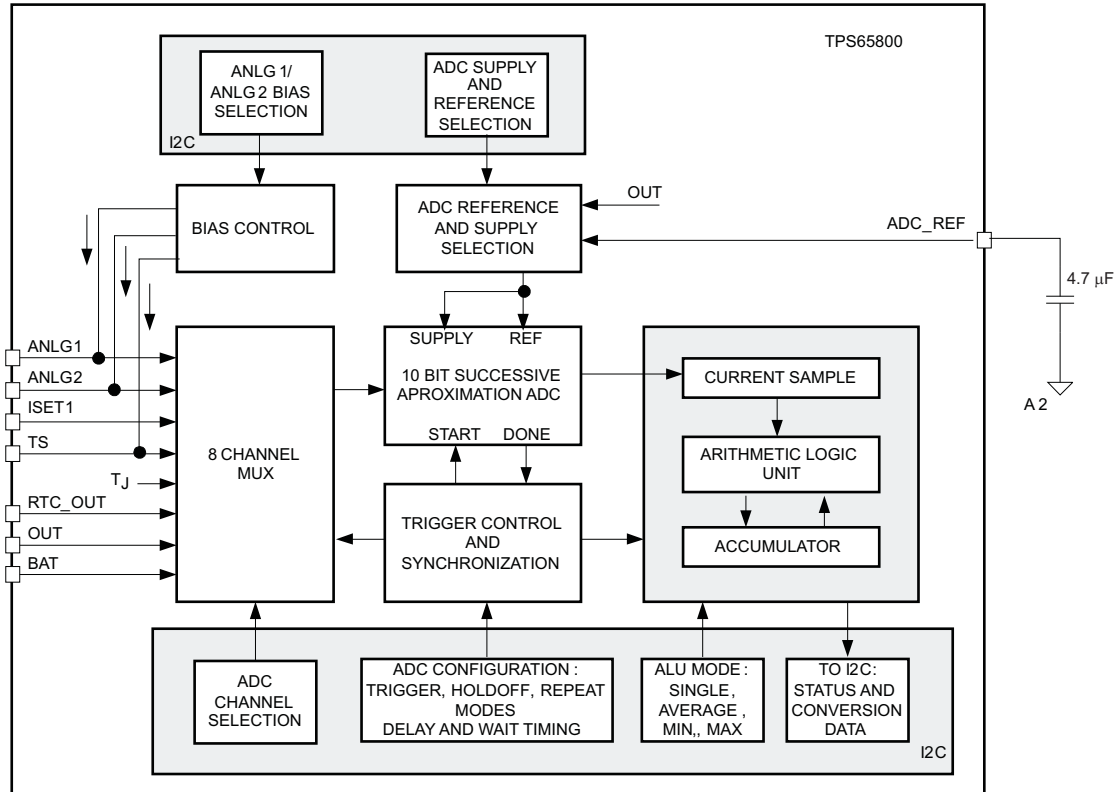 TPS65800
ANLG 1/
ANLG 2 BIAS
SELECTION
ADC SUPPLY
AND
REFERENCE
SELECTION
I2C
BIAS CONTROL
ADC REFERENCE
AND SUPPLY
SELECTION
OUT
ADC_REF
4.7 μF
A 2
ANLG1
ANLG2
ISET1
TS
TJ
RTC_OUT
OUT
BAT
8 CHANNEL
MUX
SUPPLY REF
10 BIT SUCCESSIVE
APROXIMATION ADC
START DONE
TRIGGER CONTROL
AND
SYNCHRONIZATION
CURRENT SAMPLE
ARITHMETIC LOGIC
UNIT
ACCUMULATOR
ADC
CHANNEL
SELECTION
ADC CONFIGURATION :
TRIGGER, HOLDOFF, REPEAT
MODES
DELAY AND WAIT TIMING
ALU MODE :
SINGLE ,
AVERAGE ,
MIN,, MAX
TO I2C:
STATUS AND
CONVERSION
DATA
I2C